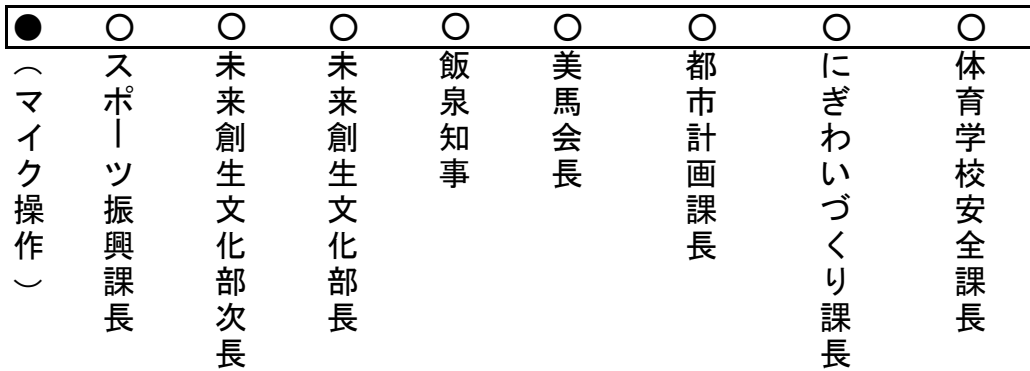 体育学校安全課長
にぎわいづくり課長
都市計画課長
美馬会長
飯泉知事
未来創生文化部長
未来創生文化部次長
スポーツ振興課長
(マイク操作)